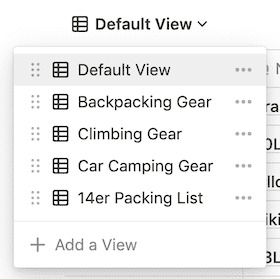 Default View
Default View
Backpacking Gear
Climbing Gear
Car Camping Gear
14er Packing List
Add a View